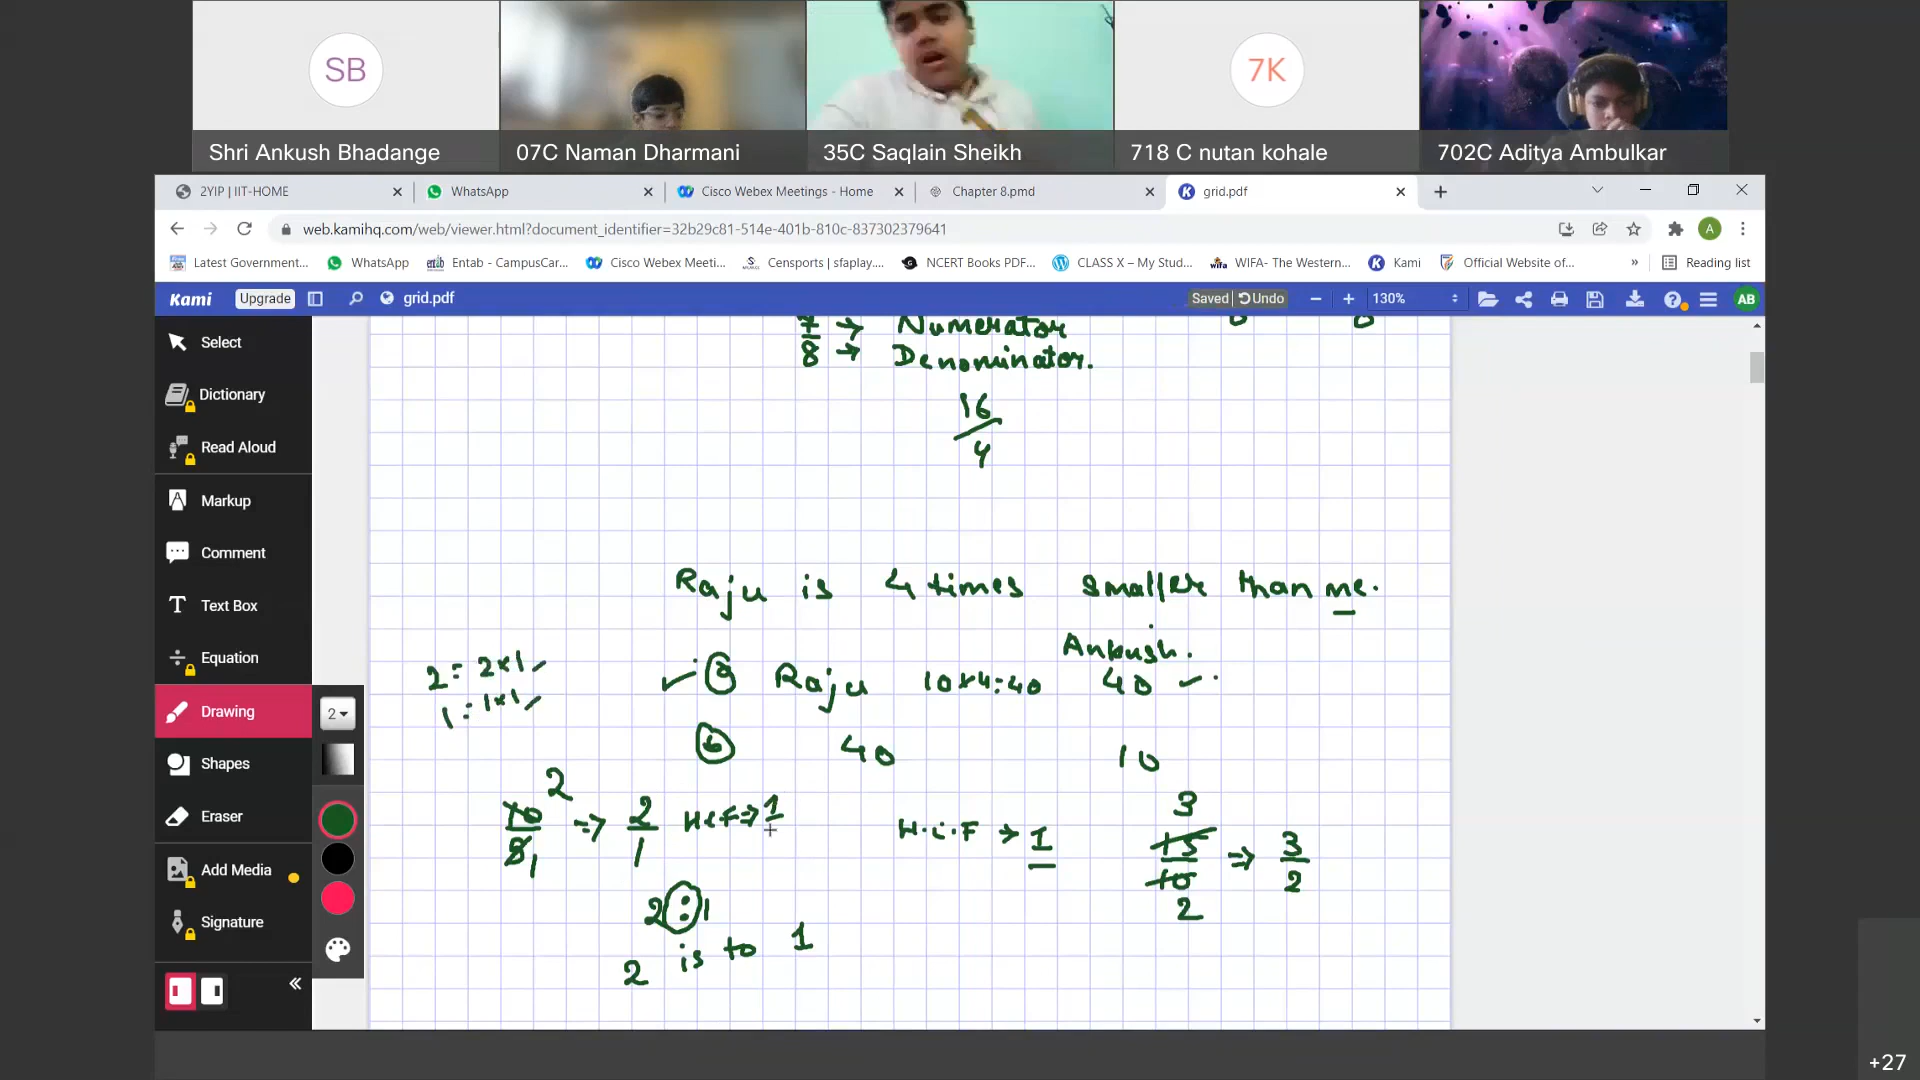 SB
7K
Shri Ankush Bhadange
07C Naman Dharmani
35C Saqlain Sheikh
718 C nutan kohale
702C Aditya Ambulkar
2YIP | IIT-HOME
WhatsApp
Cisco Webex Meetings - Home
Chapter 8.pmd
grid.pdf
web.kamihq.com/web/viewer.html?document_identifier=32b29c81-514e-401b-810c-837302379641
A
Latest Government...
WhatsApp
Entab - CampusCar...
Cisco Webex Meeti...
Censports | sfaplay....
NCERT Books PDF...
CLASS X – My Stud...
WIFA- The Western...
Kami
Official Website of...
»
Reading list
Kami
Upgrade
grid.pdf
Saved
Undo
130%
AB
Select
Dictionary
Read Aloud
Markup
Comment
Text Box
Equation
Drawing
Shapes
Eraser
Add Media
Signature
2
7 → Numerator
8 → Denominator.
16
4
Raju is 4 times smaller than me.
Ankush.
2 = 2×1
1 = 1×1
Raju 10×4=40 40
40 10
10 2
⇒ 2 H.C.F ⇒ 1
1 1
H.C.F → 1
3
15 ⇒ 3
10 2
2
2:1
2 is to 1
+27